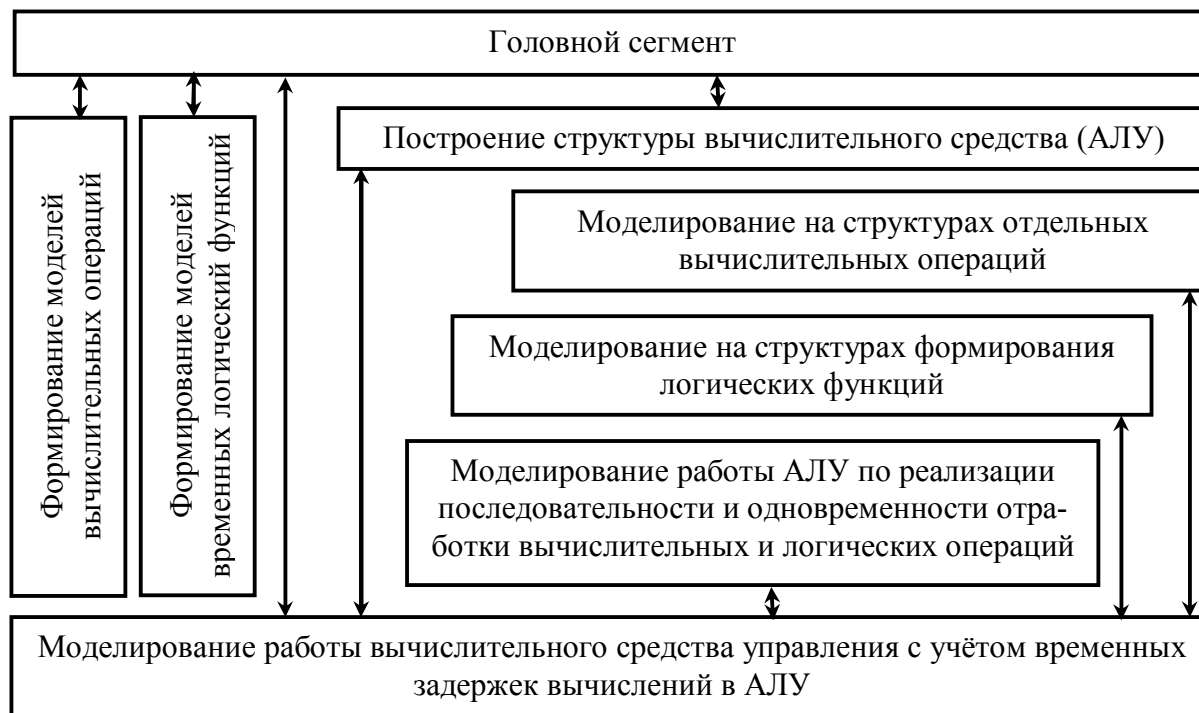 Головной сегмент
Формирование моделей
вычислительных операций
Формирование моделей
временных логический функций
Построение структуры вычислительного средства (АЛУ)
Моделирование на структурах отдельных
вычислительных операций
Моделирование на структурах формирования
логических функций
Моделирование работы АЛУ по реализации
последовательности и одновременности отра-
ботки вычислительных и логических операций
Моделирование работы вычислительного средства управления с учётом временных
задержек вычислений в АЛУ